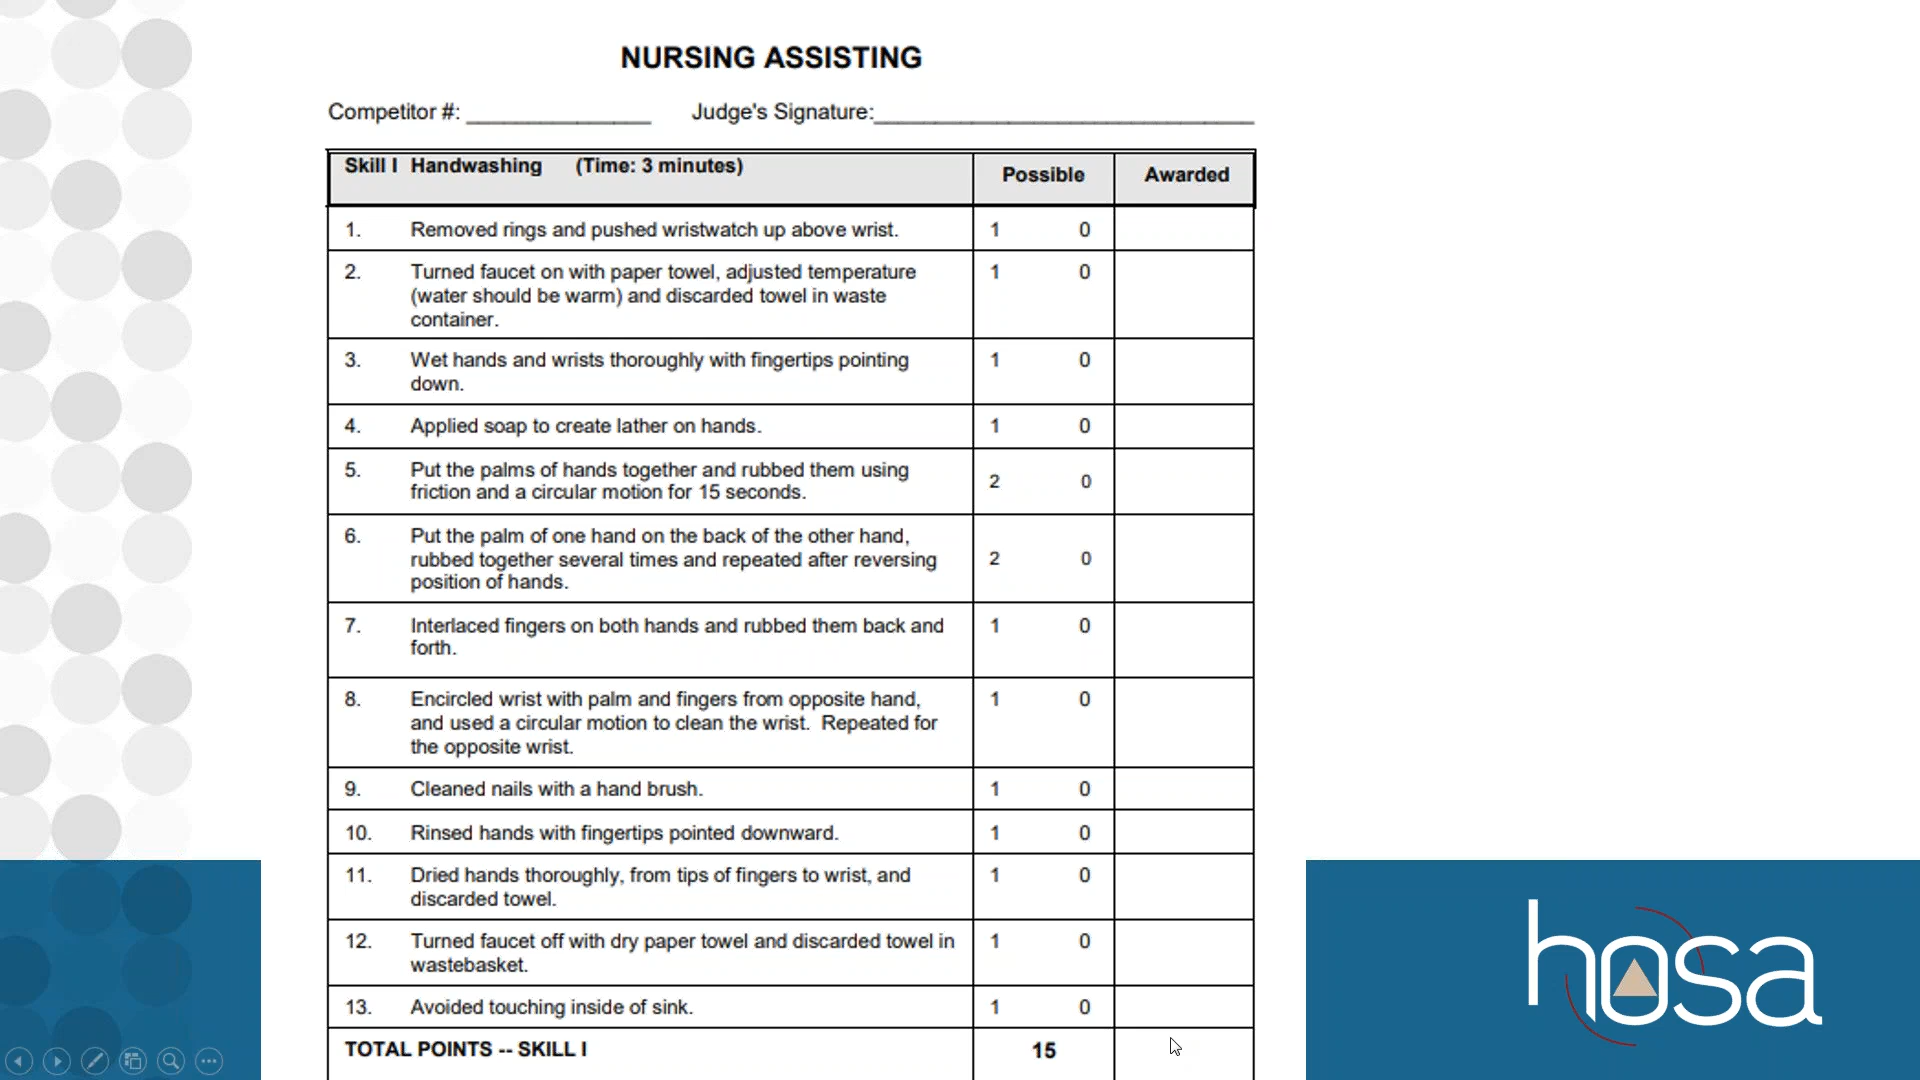 NURSING ASSISTING
Competitor #: _______________ Judge's Signature:_______________________________
Skill I Handwashing (Time: 3 minutes) Possible Awarded
1. Removed rings and pushed wristwatch up above wrist. 1 0
2. Turned faucet on with paper towel, adjusted temperature 1 0
(water should be warm) and discarded towel in waste
container.
3. Wet hands and wrists thoroughly with fingertips pointing 1 0
down.
4. Applied soap to create lather on hands. 1 0
5. Put the palms of hands together and rubbed them using
friction and a circular motion for 15 seconds. 2 0
6. Put the palm of one hand on the back of the other hand,
rubbed together several times and repeated after reversing 2 0
position of hands.
7. Interlaced fingers on both hands and rubbed them back and 1 0
forth.
8. Encircled wrist with palm and fingers from opposite hand, 1 0
and used a circular motion to clean the wrist. Repeated for
the opposite wrist.
9. Cleaned nails with a hand brush. 1 0
10. Rinsed hands with fingertips pointed downward. 1 0
11. Dried hands thoroughly, from tips of fingers to wrist, and 1 0
discarded towel.
12. Turned faucet off with dry paper towel and discarded towel in 1 0
wastebasket.
13. Avoided touching inside of sink. 1 0
TOTAL POINTS -- SKILL I 15
hosa